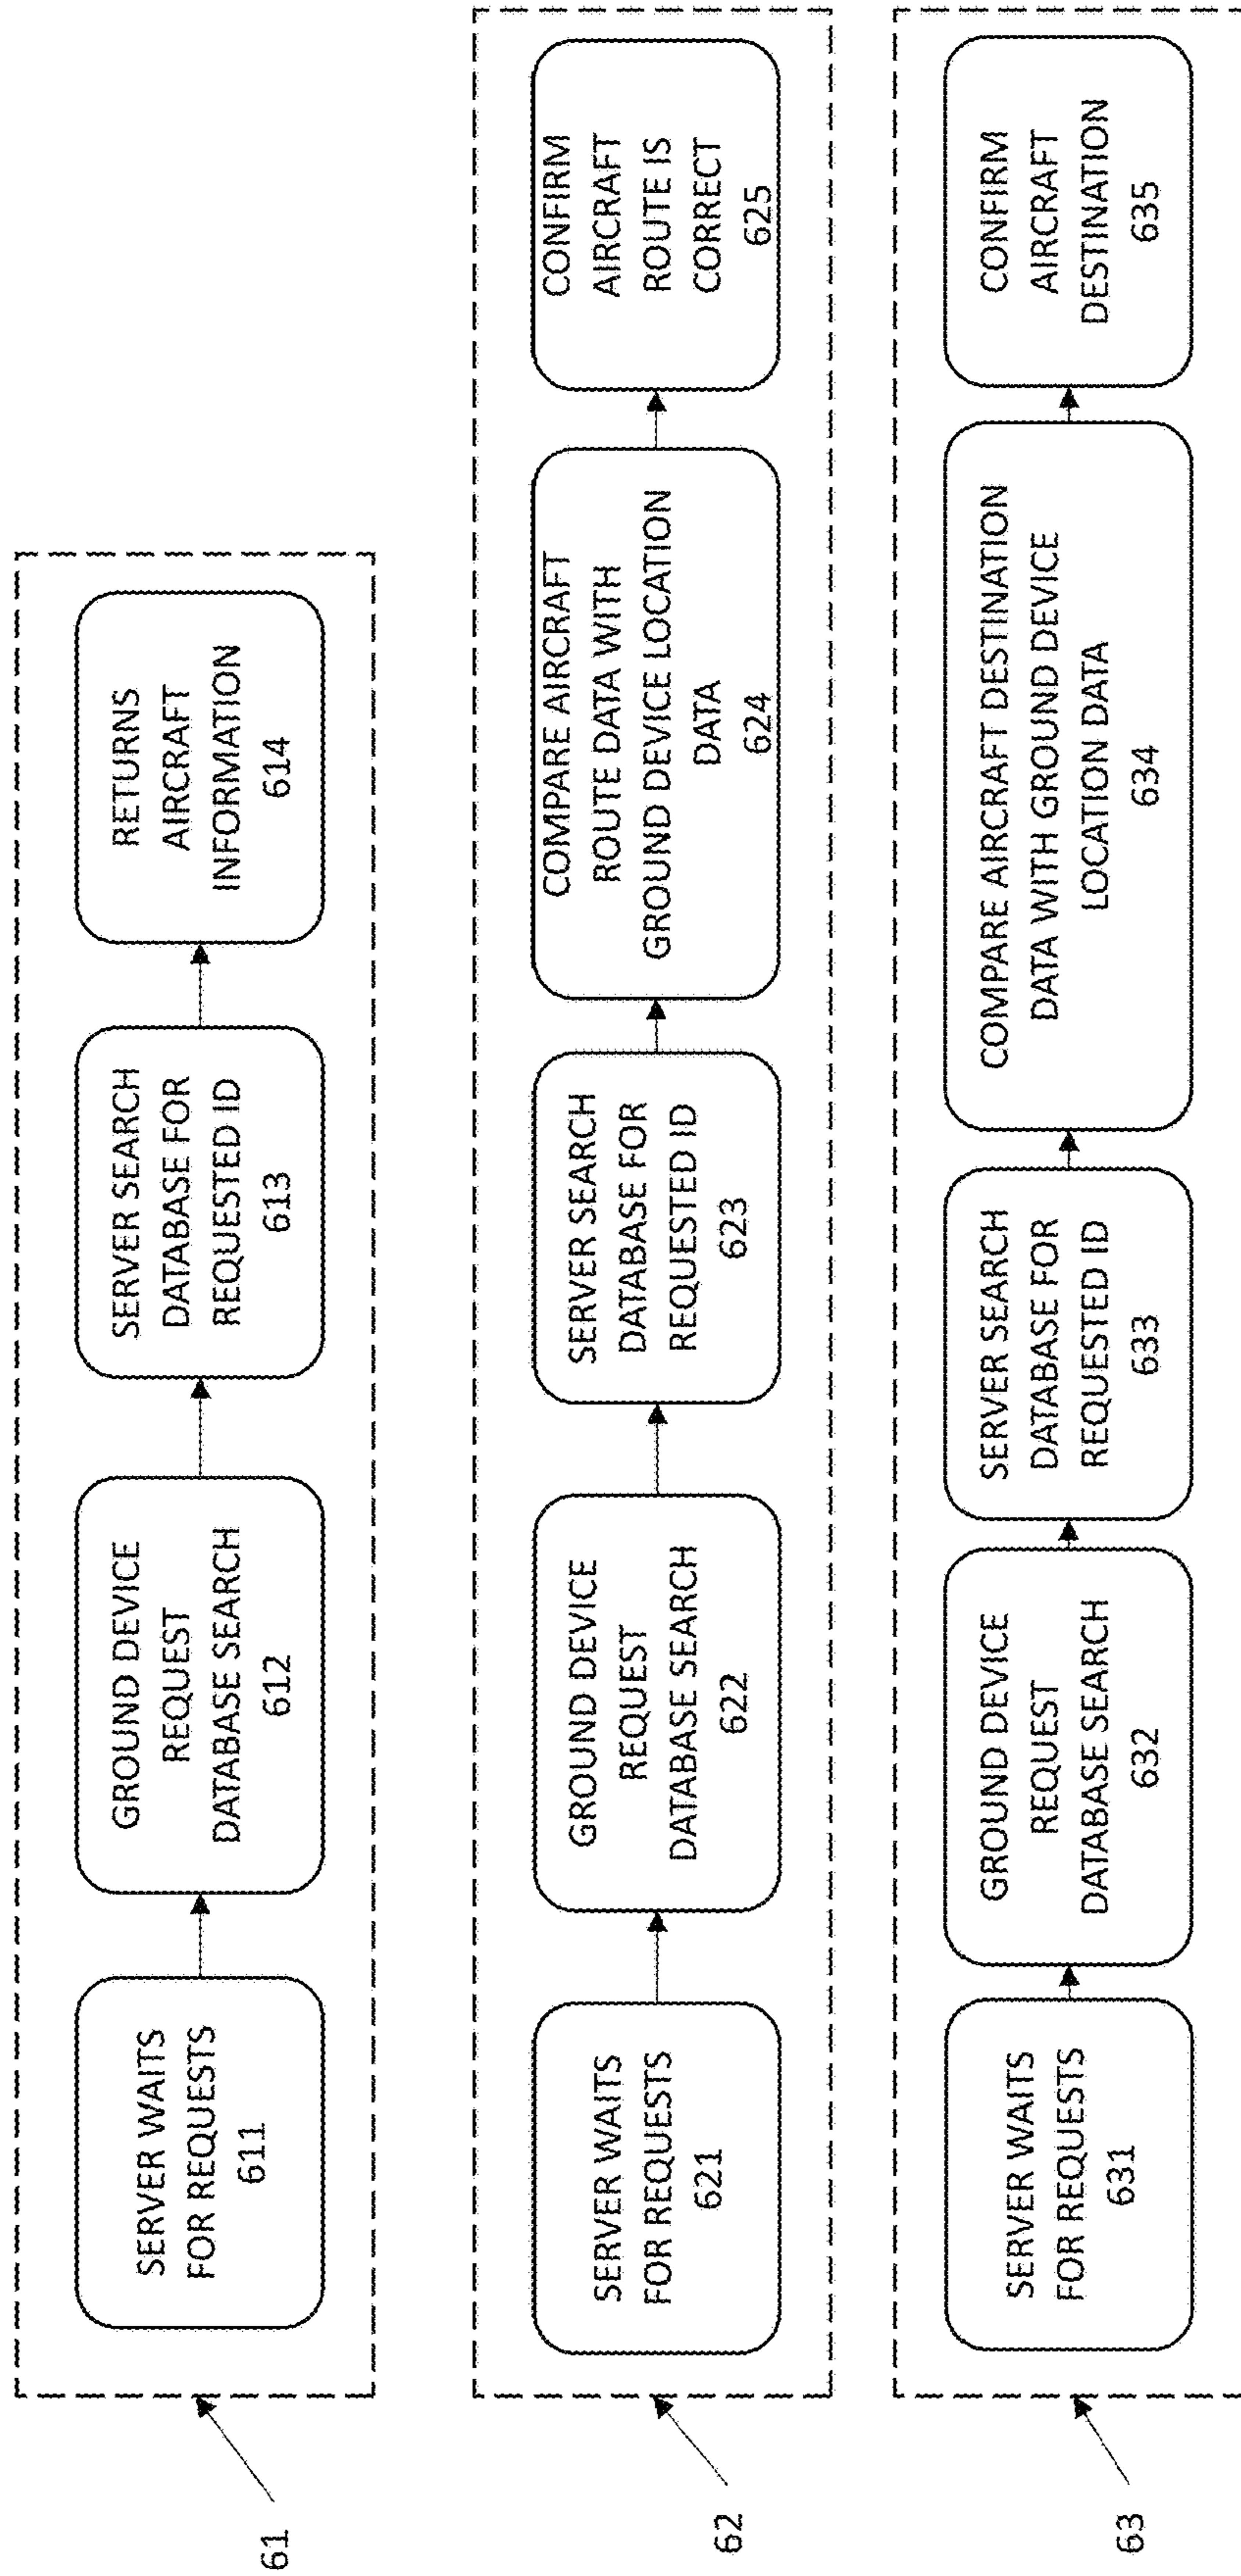 61
SERVER WAITS
FOR REQUESTS
611
GROUND DEVICE
REQUEST
DATABASE SEARCH
612
SERVER SEARCH
DATABASE FOR
REQUESTED ID
613
RETURNS
AIRCRAFT
INFORMATION
614
62
SERVER WAITS
FOR REQUESTS
621
GROUND DEVICE
REQUEST
DATABASE SEARCH
622
SERVER SEARCH
DATABASE FOR
REQUESTED ID
623
COMPARE AIRCRAFT
ROUTE DATA WITH
GROUND DEVICE LOCATION
DATA
624
CONFIRM
AIRCRAFT
ROUTE IS
CORRECT
625
63
SERVER WAITS
FOR REQUESTS
631
GROUND DEVICE
REQUEST
DATABASE SEARCH
632
SERVER SEARCH
DATABASE FOR
REQUESTED ID
633
COMPARE AIRCRAFT DESTINATION
DATA WITH GROUND DEVICE
LOCATION DATA
634
CONFIRM
AIRCRAFT
DESTINATION
635